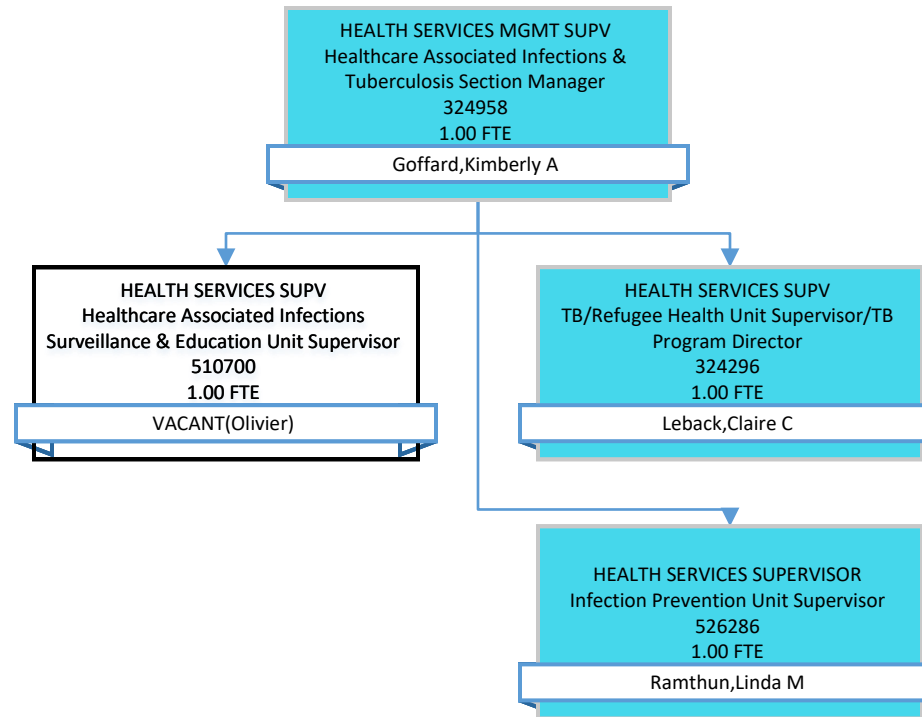 HEALTH SERVICES MGMT SUPV
Healthcare Associated Infections &
Tuberculosis Section Manager
324958
1.00 FTE
Goffard,Kimberly A
HEALTH SERVICES SUPV
Healthcare Associated Infections
Surveillance & Education Unit Supervisor
510700
1.00 FTE
VACANT(Olivier)
HEALTH SERVICES SUPV
TB/Refugee Health Unit Supervisor/TB
Program Director
324296
1.00 FTE
Leback,Claire C
HEALTH SERVICES SUPERVISOR
Infection Prevention Unit Supervisor
526286
1.00 FTE
Ramthun,Linda M